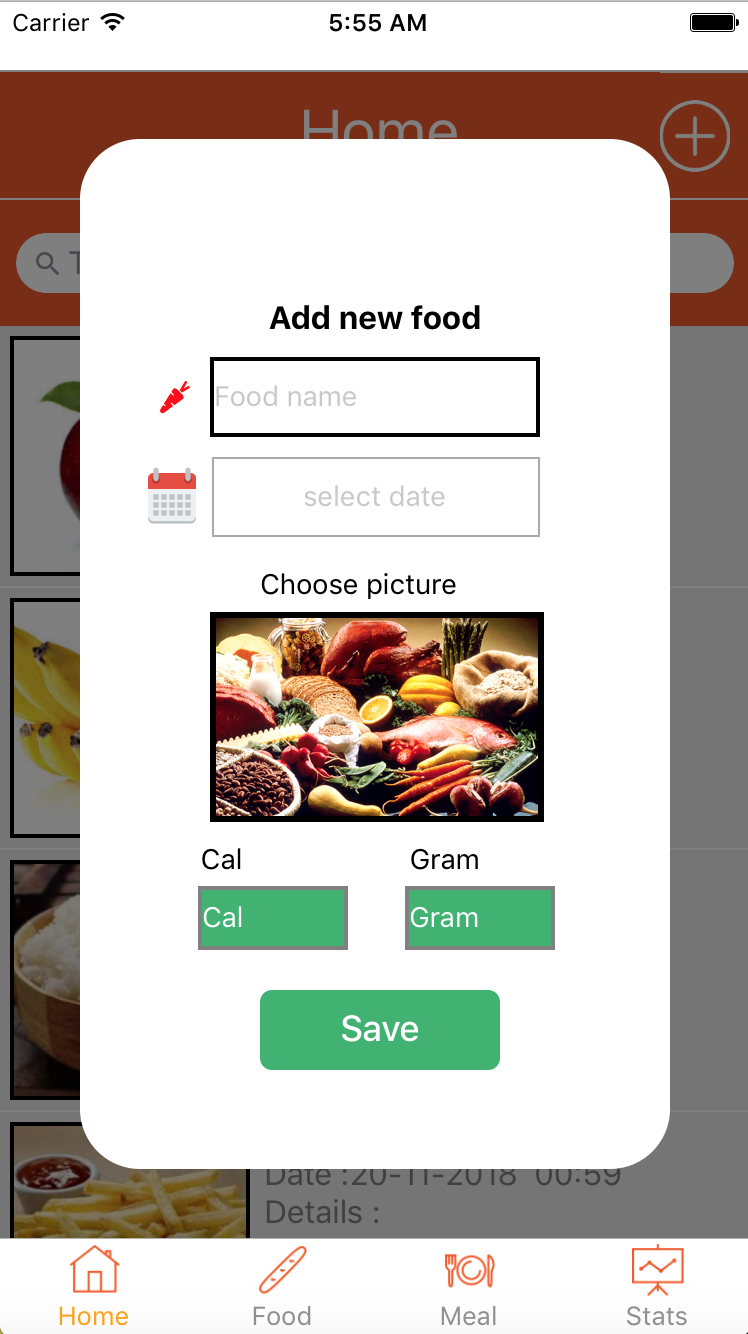 Carrier 5:55 AM
Home
Add new food
Food name
select date
Choose picture
Cal Gram
Cal Gram
Save
Date :20-11-2018 00:59
Details :
Home Food Meal Stats